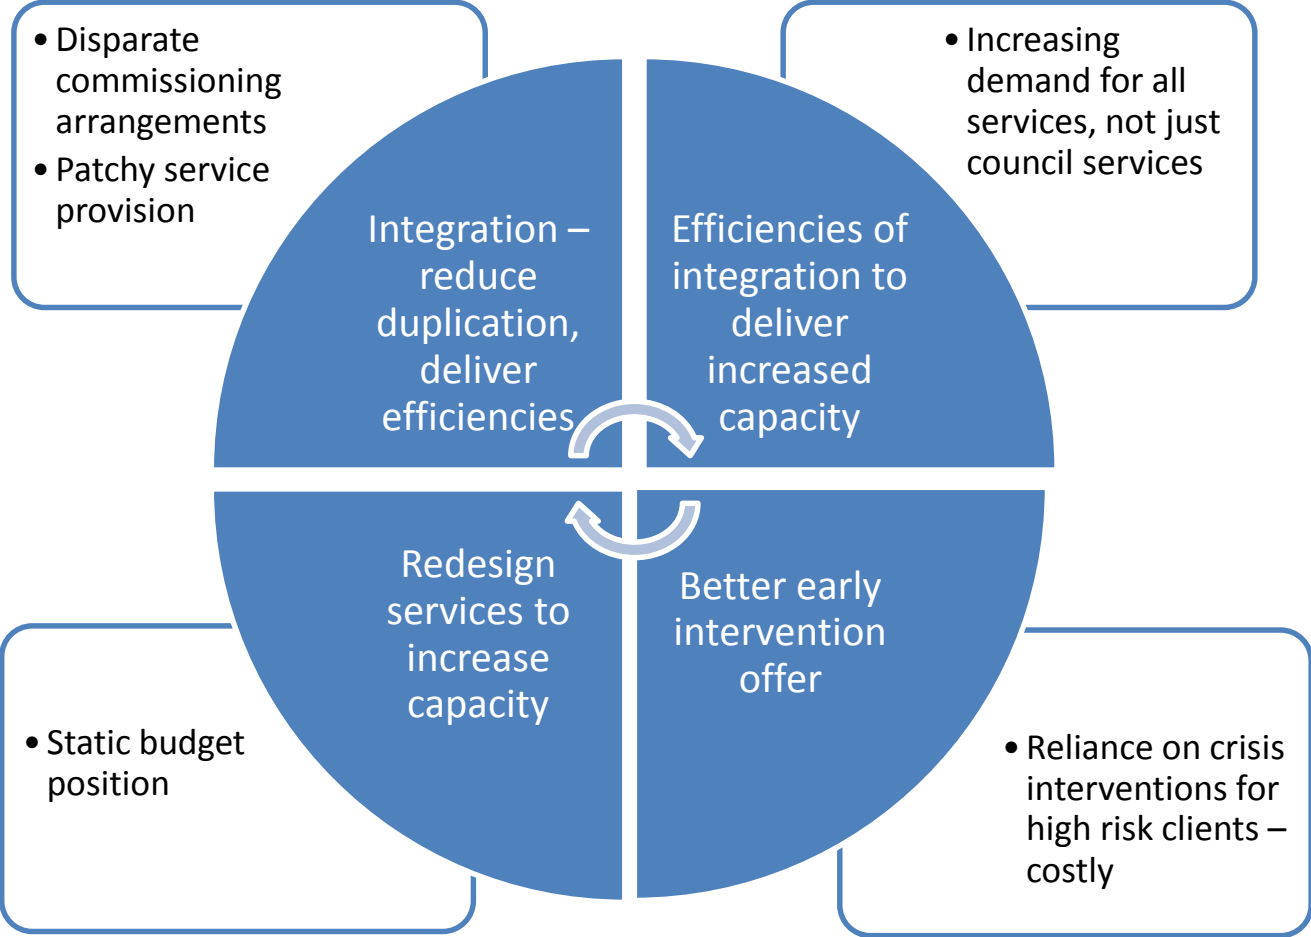 • Disparate
commissioning
arrangements
• Patchy service
provision
• Increasing
demand for all
services, not just
council services
Integration –
reduce
duplication,
deliver
efficiencies
Efficiencies of
integration to
deliver
increased
capacity
Redesign
services to
increase
capacity
Better early
intervention
offer
• Static budget
position
• Reliance on crisis
interventions for
high risk clients –
costly